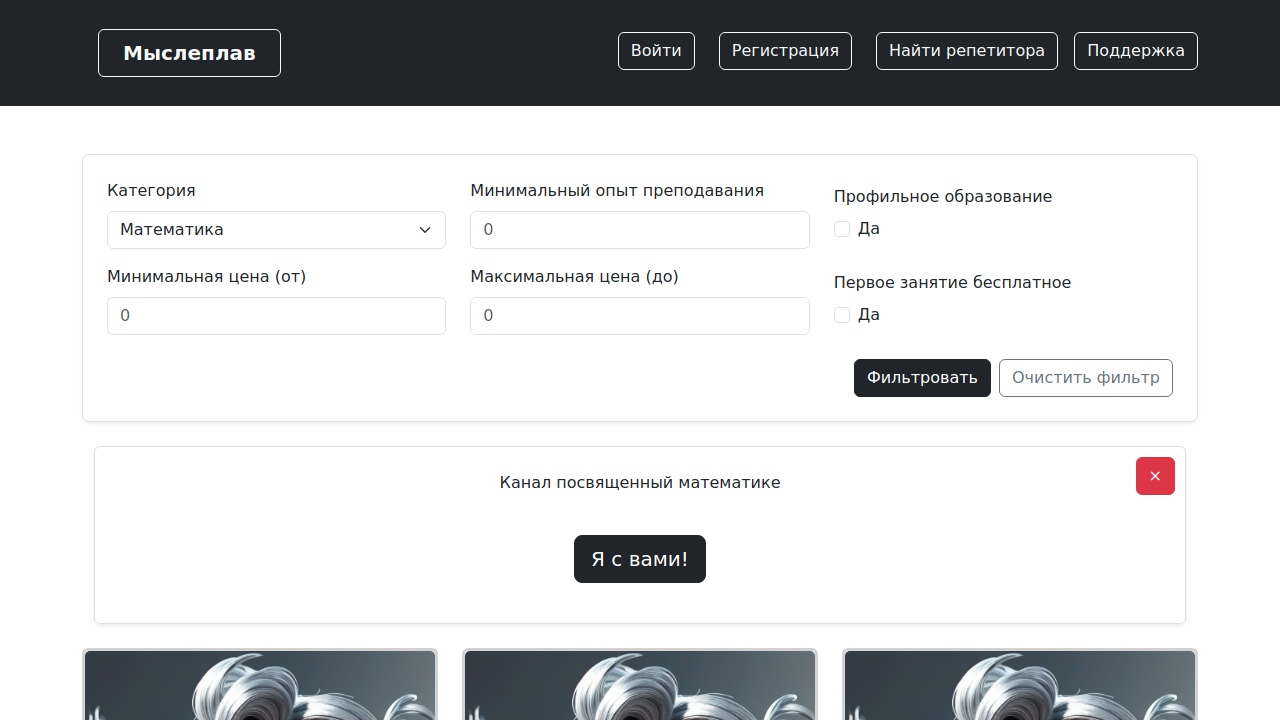 Мыслеплав
Войти
Регистрация
Найти репетитора
Поддержка
Категория
Минимальный опыт преподавания
Профильное образование
Математика
0
Да
Минимальная цена (от)
Максимальная цена (до)
Первое занятие бесплатное
0
0
Да
Фильтровать
Очистить фильтр
Канал посвященный математике
×
Я с вами!